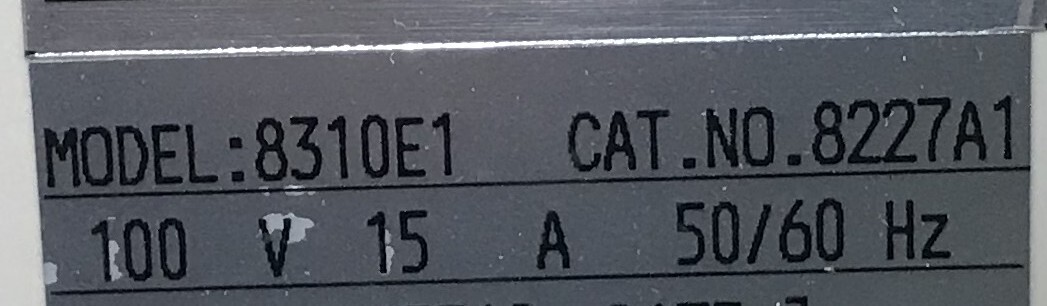 MODEL:8310E1 CAT.NO.8227A1
100 V 15 A 50/60 Hz